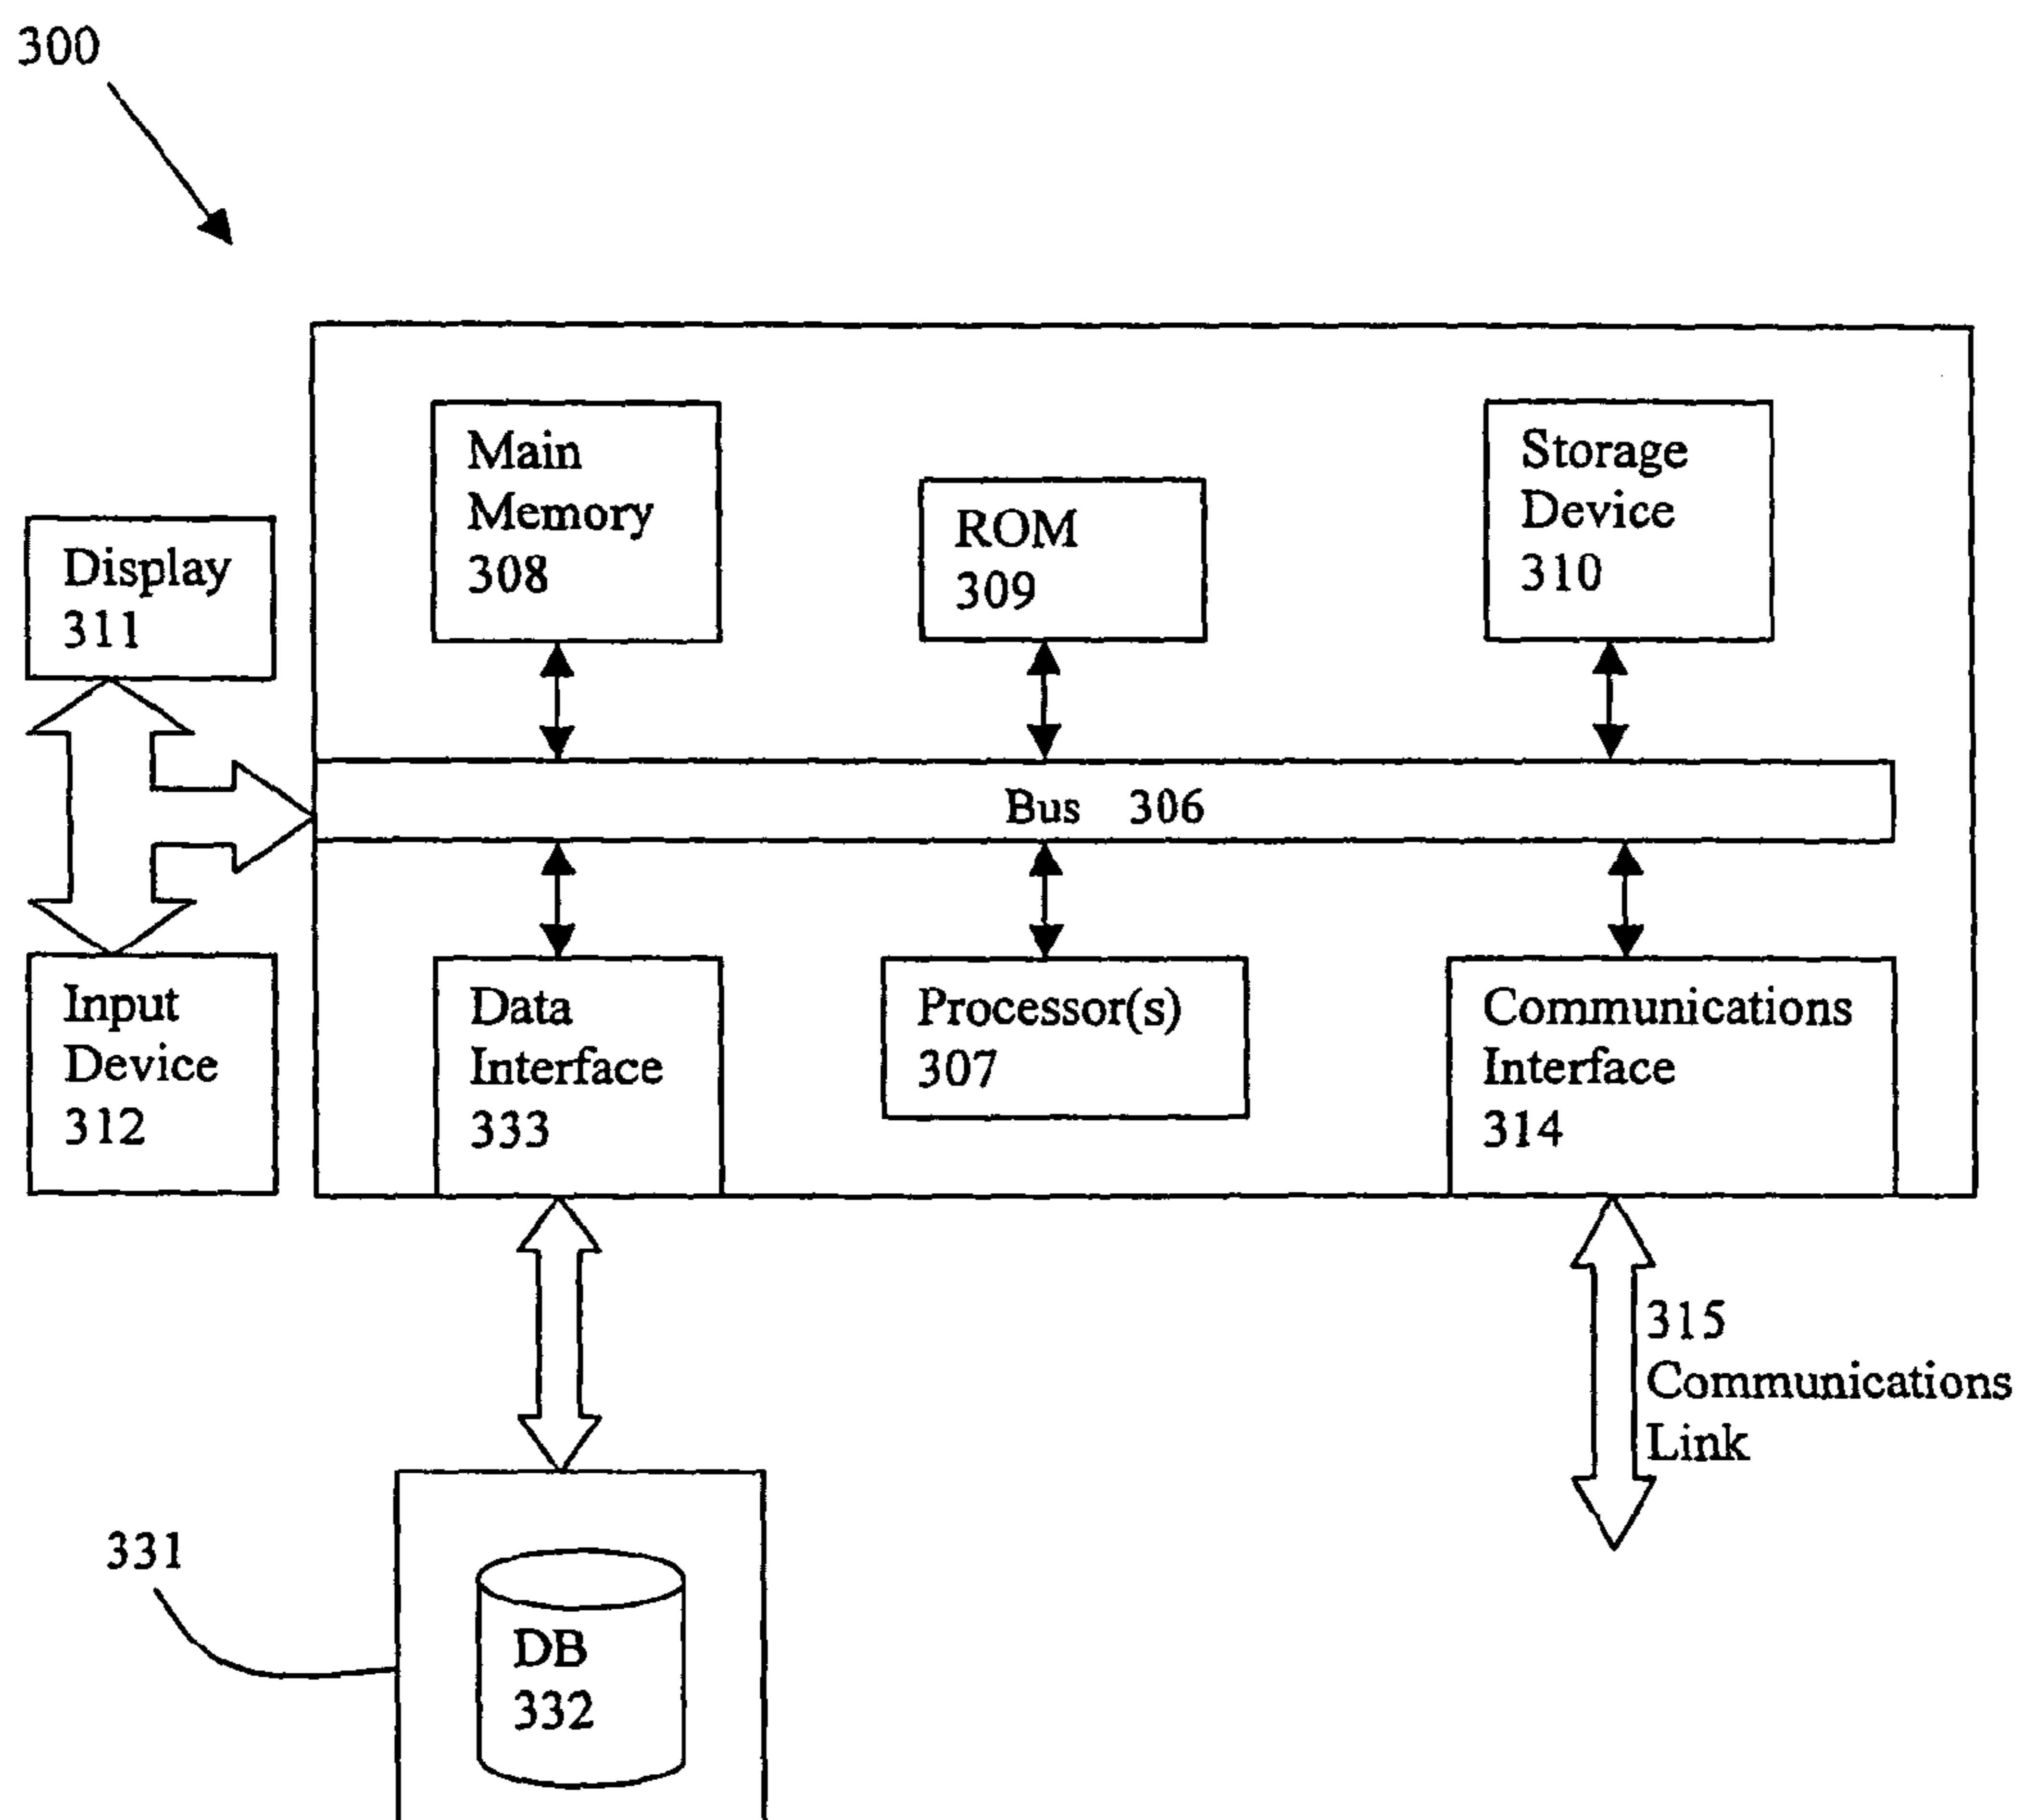 300
Main
Memory
308
ROM
309
Storage
Device
310
Display
311
Bus 306
Input
Device
312
Data
Interface
333
Processor(s)
307
Communications
Interface
314
315
Communications
Link
331
DB
332